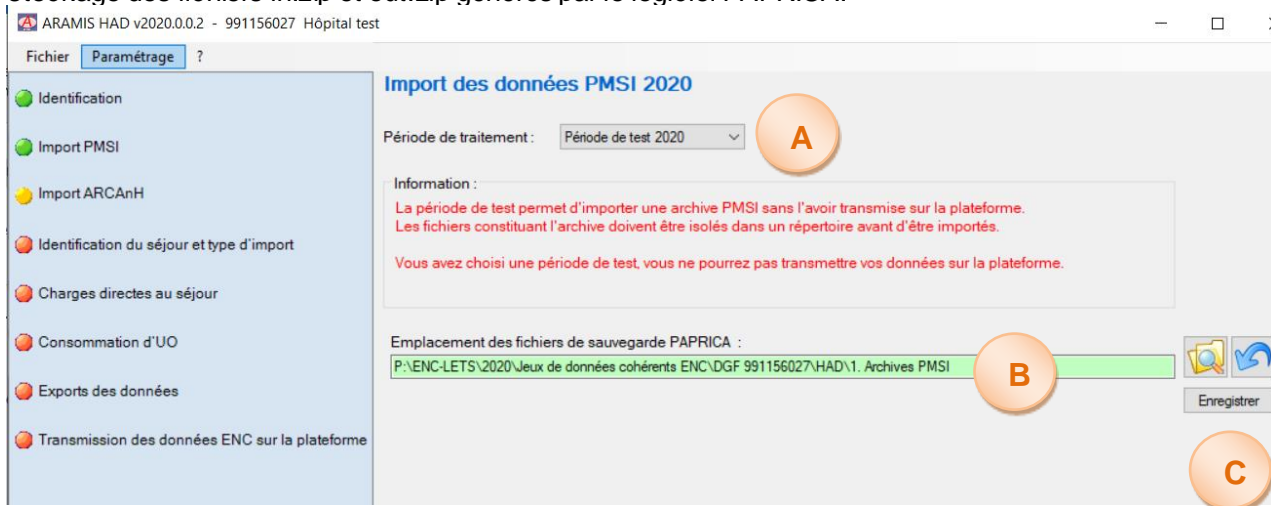 ARAMIS HAD v2020.0.0.2 - 991156027 Hôpital test
Fichier Paramétrage ?
Identification
Import PMSI
Import ARCAnH
Identification du séjour et type d'import
Charges directes au séjour
Consommation d'UO
Exports des données
Transmission des données ENC sur la plateforme
Import des données PMSI 2020
Période de traitement : Période de test 2020
A
Information :
La période de test permet d'importer une archive PMSI sans l'avoir transmise sur la plateforme.
Les fichiers constituant l'archive doivent être isolés dans un répertoire avant d'être importés.
Vous avez choisi une période de test, vous ne pourrez pas transmettre vos données sur la plateforme.
Emplacement des fichiers de sauvegarde PAPRICA :
P:\ENC-LETS\2020\Jeux de données cohérents ENC\DGF 991156027\HAD\1. Archives PMSI
B
Enregistrer
C